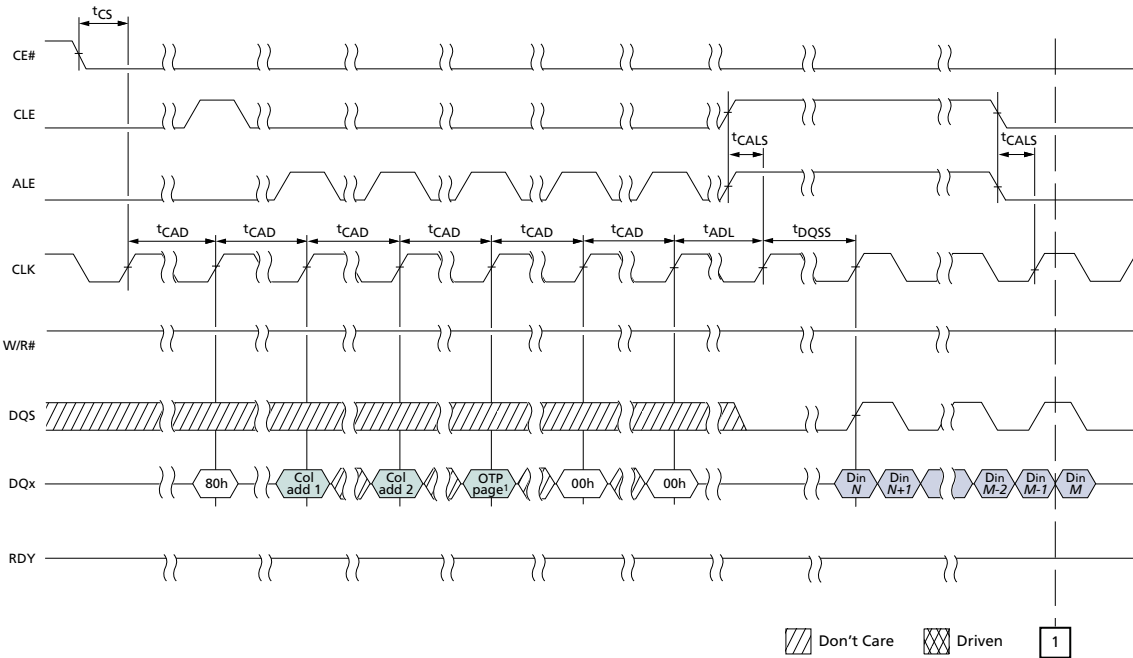 tCS
CE#
CLE
tCALS
tCALS
ALE
tCAD
tCAD
tCAD
tCAD
tCAD
tCAD
tADL
tDQSS
CLK
W/R#
DQS
DQx
80h
Col
add 1
Col
add 2
OTP
page1
00h
00h
Din
N
Din
N+1
Din
M-2
Din
M-1
Din
M
RDY
Don't Care
Driven
1